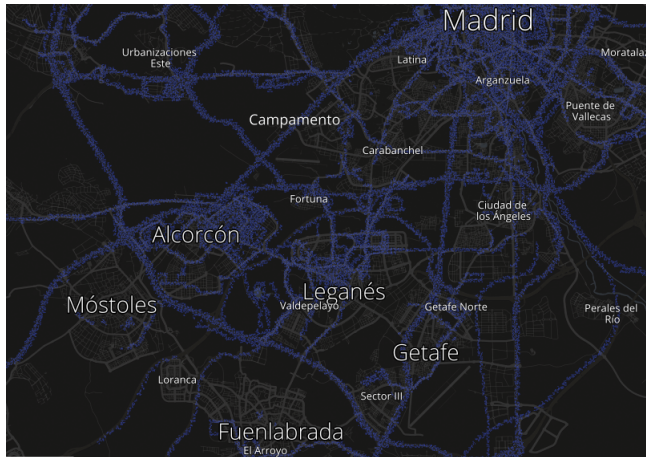 Madrid
Urbanizaciones
Este
Latina
Moratalaz
Arganzuela
Puente de
Vallecas
Campamento
Carabanchel
Fortuna
Ciudad de
los Ángeles
Alcorcón
Leganés
Móstoles
Valdepelayo
Getafe Norte
Perales del
Río
Getafe
Loranca
Sector III
Fuenlabrada
El Arroyo